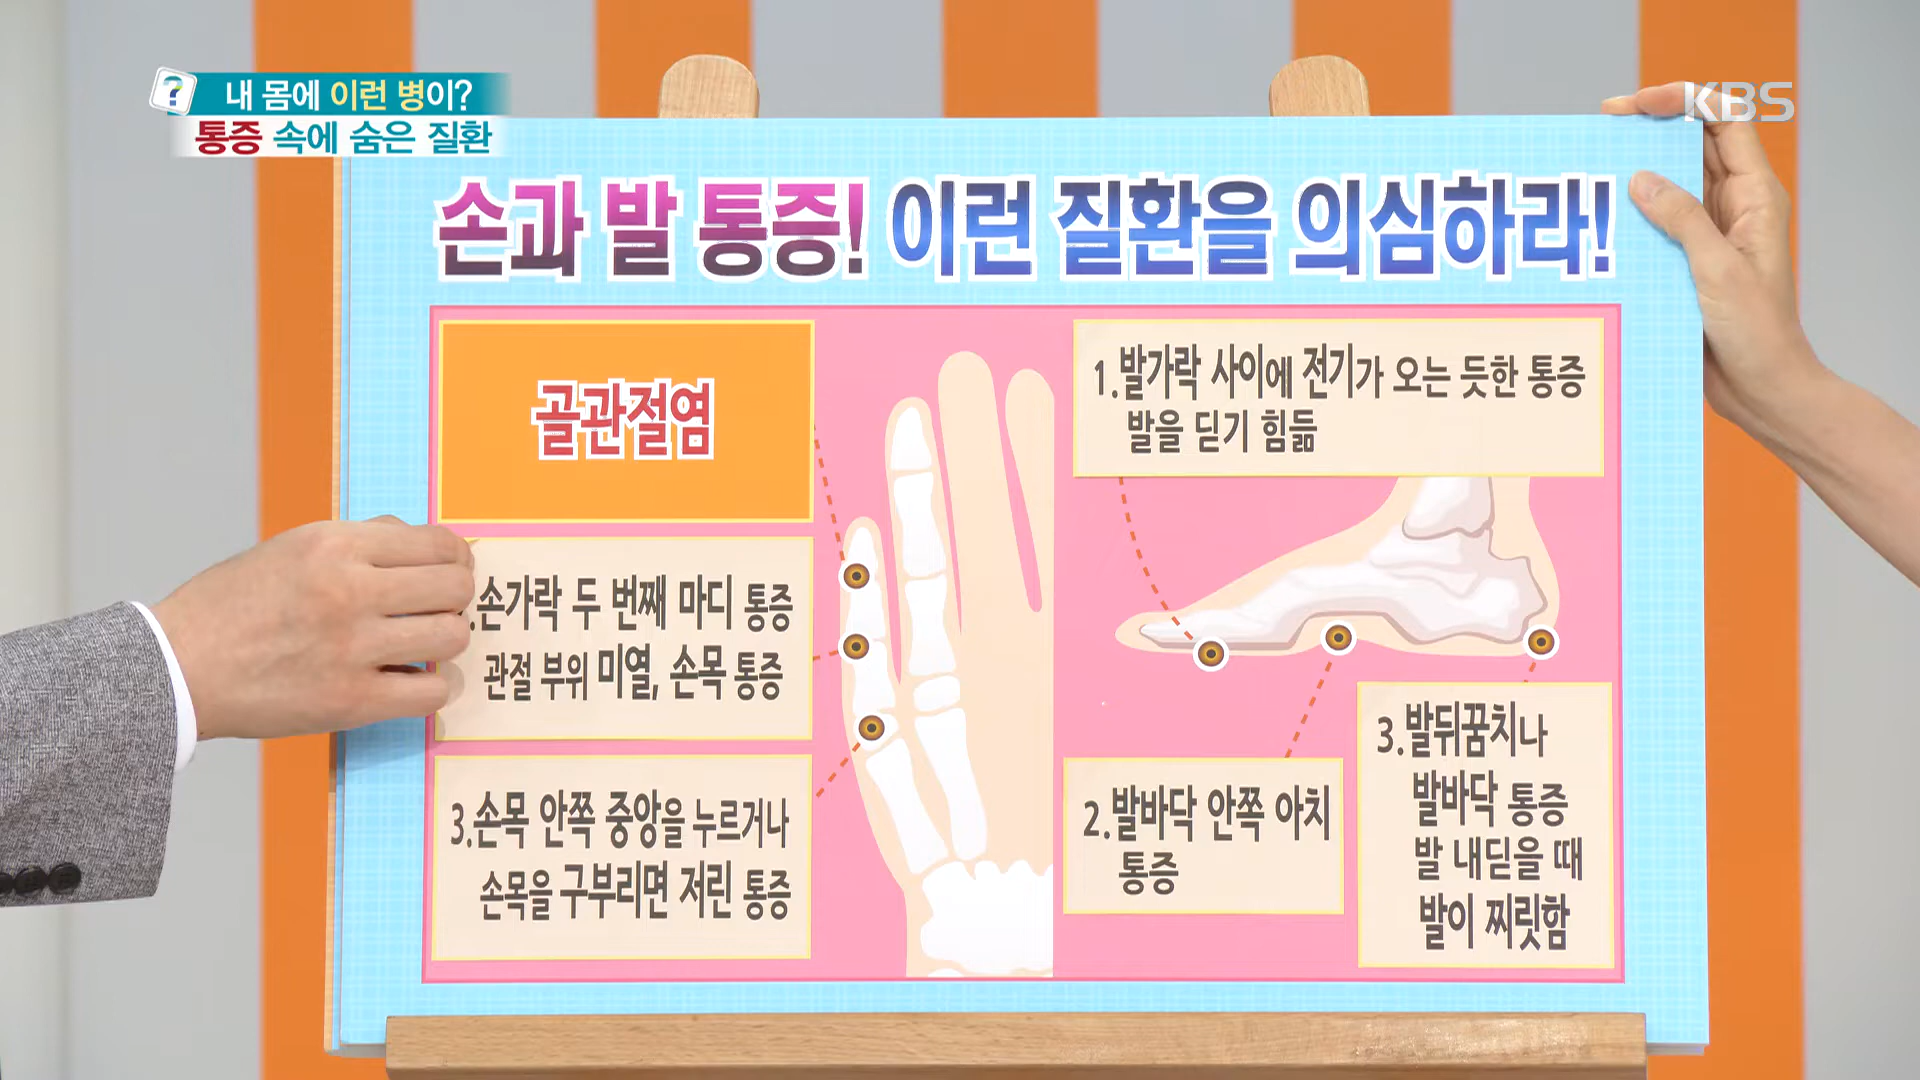 내 몸에 이런 병이?
통증 속에 숨은 질환
KBS
손과 발 통증! 이런 질환을 의심하라!
골관절염
.손가락 두 번째 마디 통증
관절 부위 미열, 손목 통증
3.손목 안쪽 중앙을 누르거나
손목을 구부리면 저린 통증
1.발가락 사이에 전기가 오는 듯한 통증
발을 딛기 힘듦
2.발바닥 안쪽 아치
통증
3.발뒤꿈치나
발바닥 통증
발 내딛을 때
발이 찌릿함